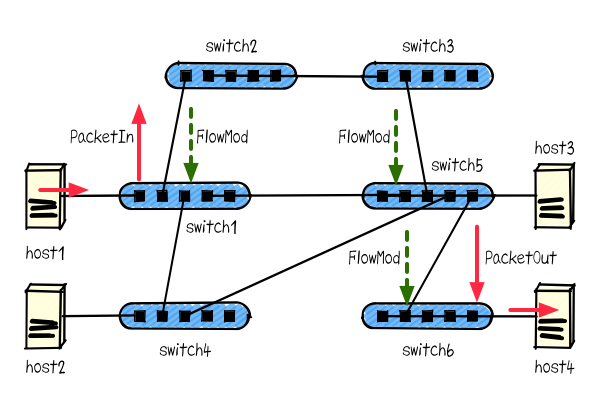 switch2
switch3
PacketIn
FlowMod
FlowMod
host3
switch5
switch1
host1
FlowMod
PacketOut
switch4
switch6
host2
host4